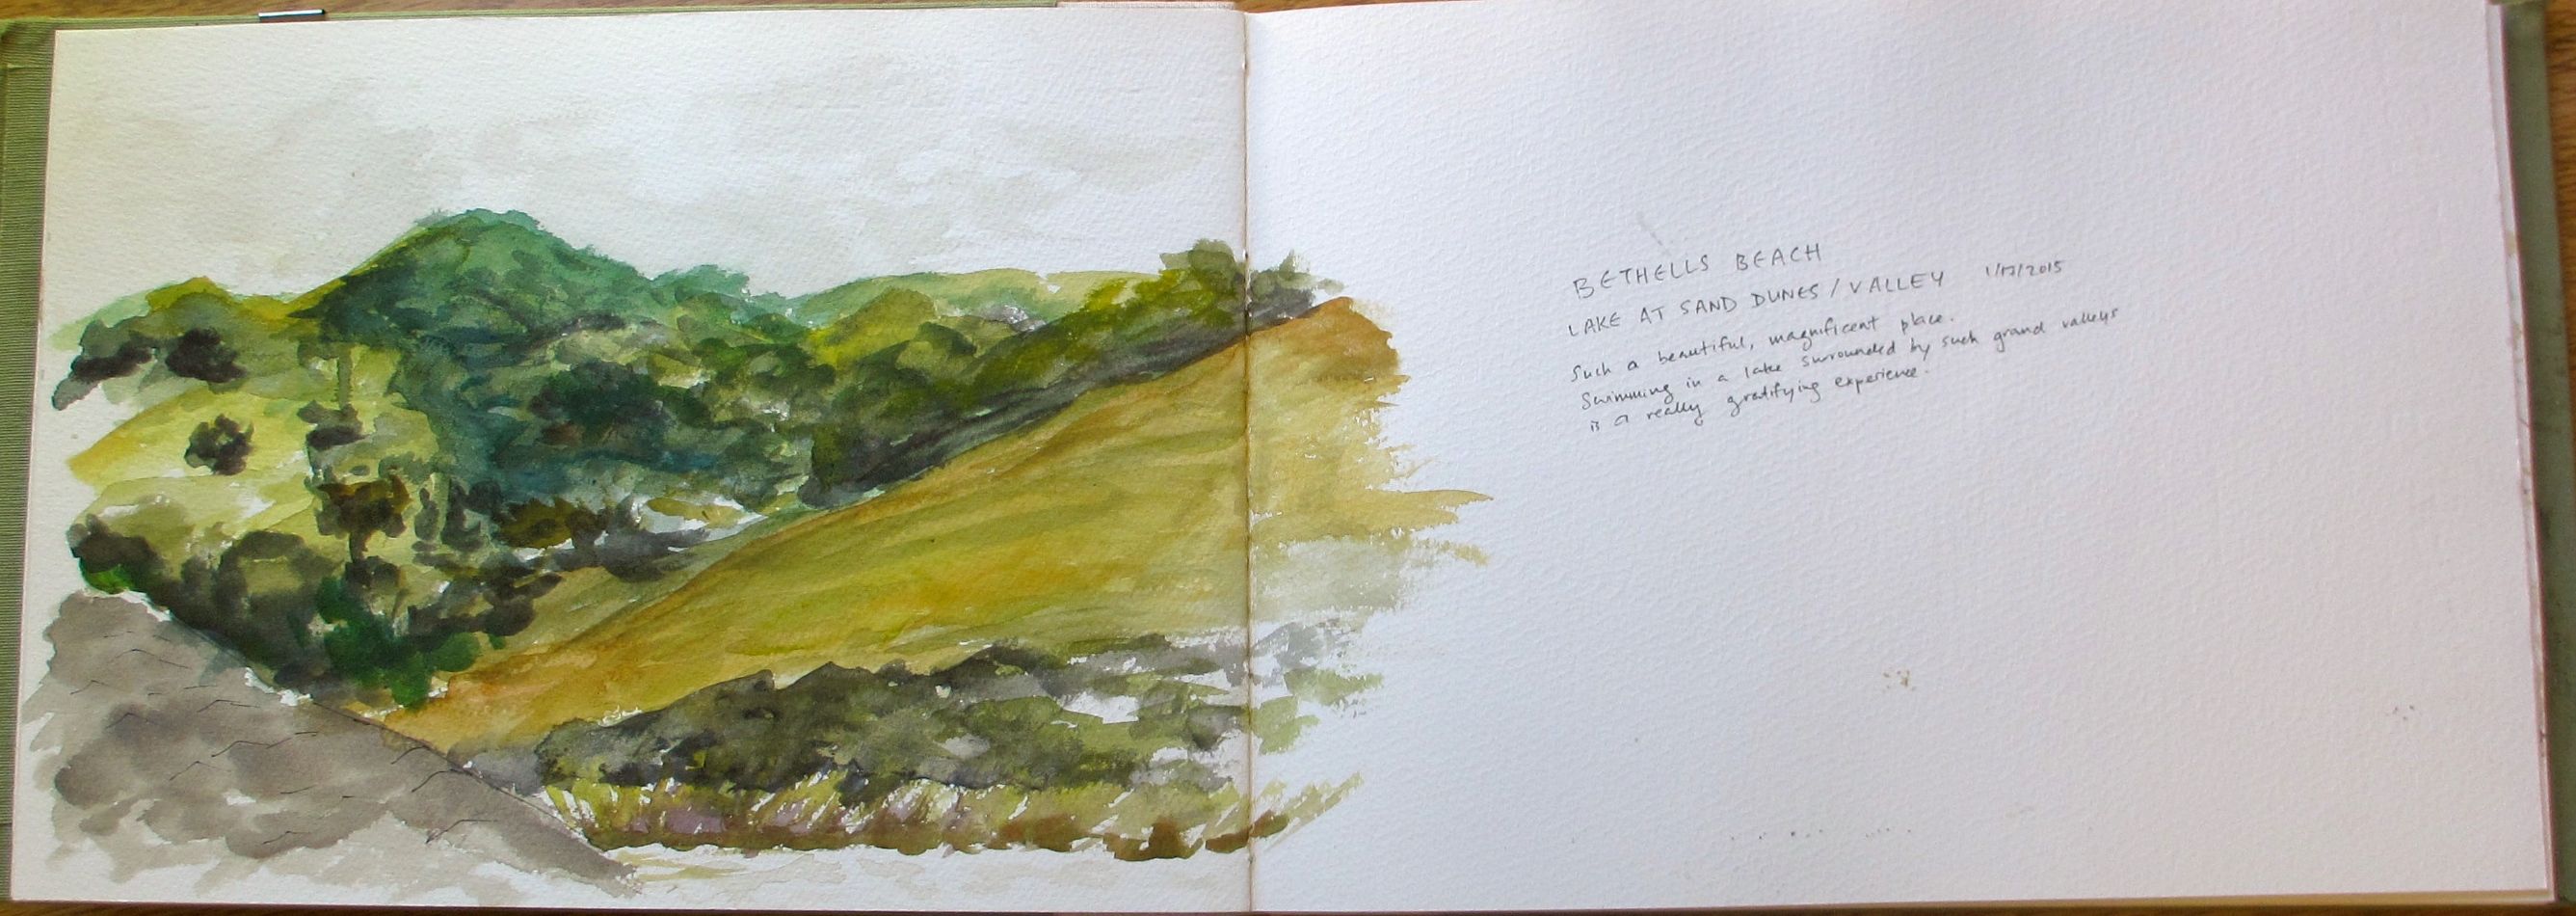 BETHELLS BEACH
LAKE AT SAND DUNES / VALLEY 1/17/2015
Such a beautiful, magnificent place.
Swimming in a lake surrounded by such grand valleys
is a really gratifying experience.